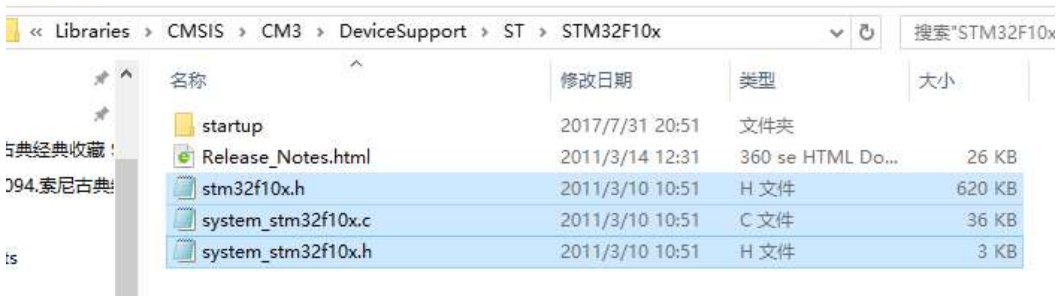 « Libraries › CMSIS › CM3 › DeviceSupport › ST › STM32F10x 搜索"STM32F10x
名称 修改日期 类型 大小
startup 2017/7/31 20:51 文件夹
古典经典收藏 Release_Notes.html 2011/3/14 12:31 360 se HTML Do... 26 KB
094.索尼古典 stm32f10x.h 2011/3/10 10:51 H 文件 620 KB
system_stm32f10x.c 2011/3/10 10:51 C 文件 36 KB
ts system_stm32f10x.h 2011/3/10 10:51 H 文件 3 KB